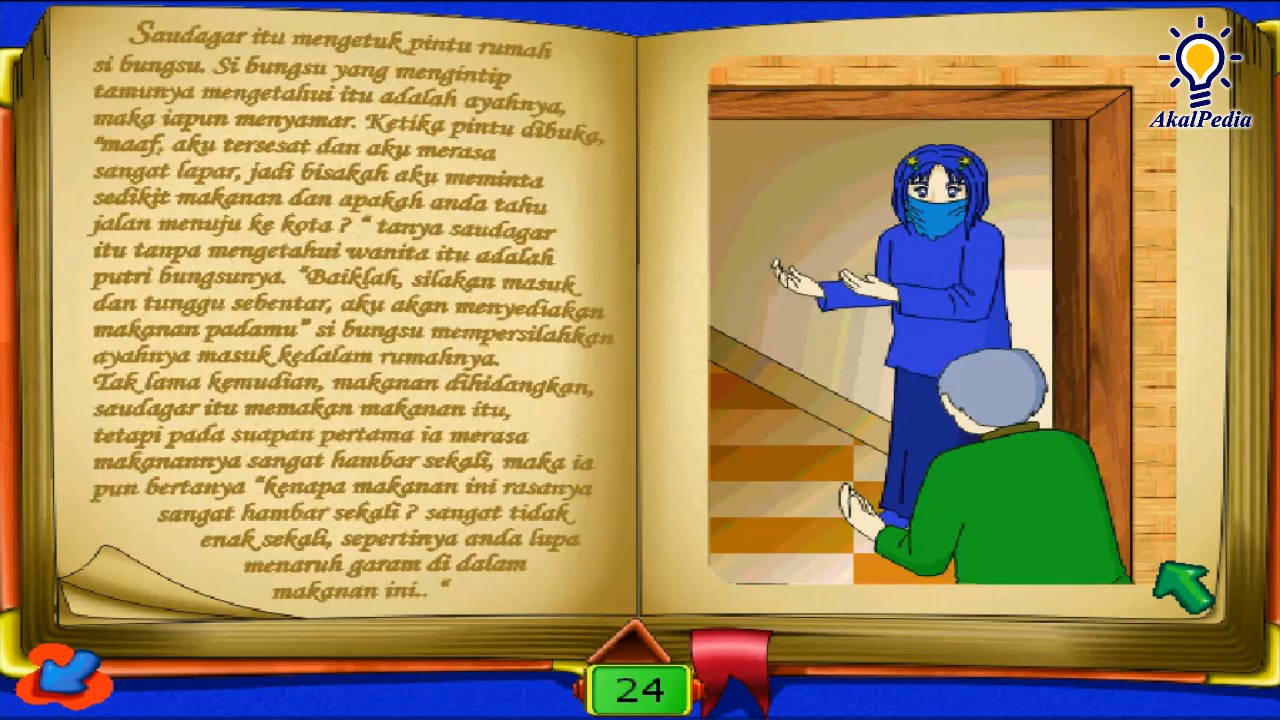 Saudagar itu mengetuk pintu rumah
si bungsu. Si bungsu yang mengintip
tamunya mengetahui itu adalah ayahnya,
maka iapun menyamar. Ketika pintu dibuka,
"maaf, aku tersesat dan aku merasa
sangat lapar, jadi bisakah aku meminta
sedikit makanan dan apakah anda tahu
jalan menuju ke kota ? " tanya saudagar
itu tanpa mengetahui wanita itu adalah
putri bungsunya. "Baiklah, silakan masuk
dan tunggu sebentar, aku akan menyediakan
makanan padamu" si bungsu mempersilahkan
ayahnya masuk kedalam rumahnya.
Tak lama kemudian, makanan dihidangkan,
saudagar itu memakan makanan itu,
tetapi pada suapan pertama ia merasa
makanannya sangat hambar sekali, maka ia
pun bertanya "kenapa makanan ini rasanya
sangat hambar sekali ? sangat tidak
enak sekali, sepertinya anda lupa
menaruh garam di dalam
makanan ini.. "
AkalPedia
24